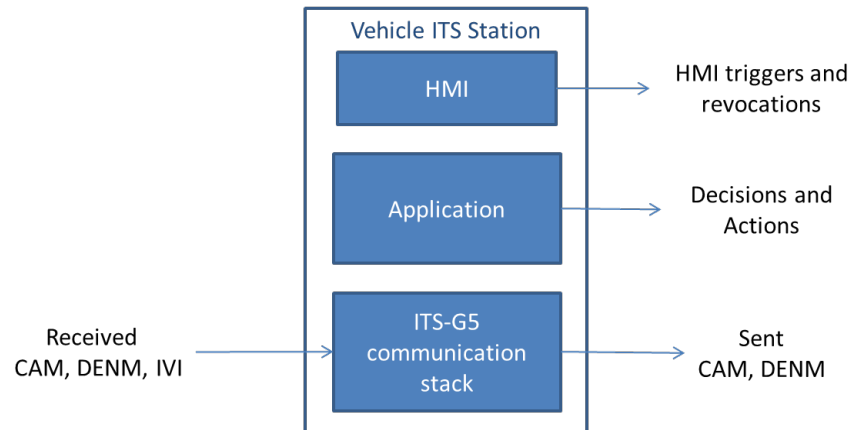 Vehicle ITS Station
HMI
HMI triggers and
revocations
Application
Decisions and
Actions
Received
CAM, DENM, IVI
ITS-G5
communication
stack
Sent
CAM, DENM